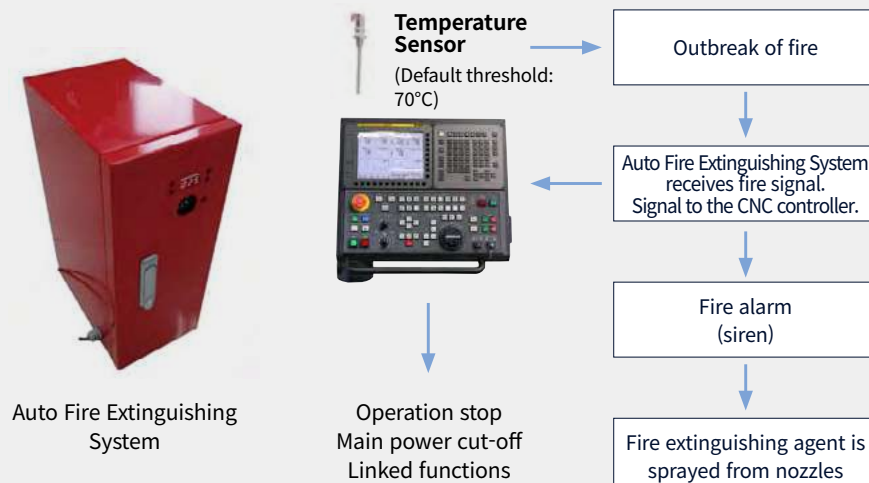 Temperature
Sensor
(Default threshold:
70°C)
Outbreak of fire
Auto Fire Extinguishing System
receives fire signal.
Signal to the CNC controller.
Fire alarm
(siren)
Auto Fire Extinguishing
System
Operation stop
Main power cut-off
Linked functions
Fire extinguishing agent is
sprayed from nozzles